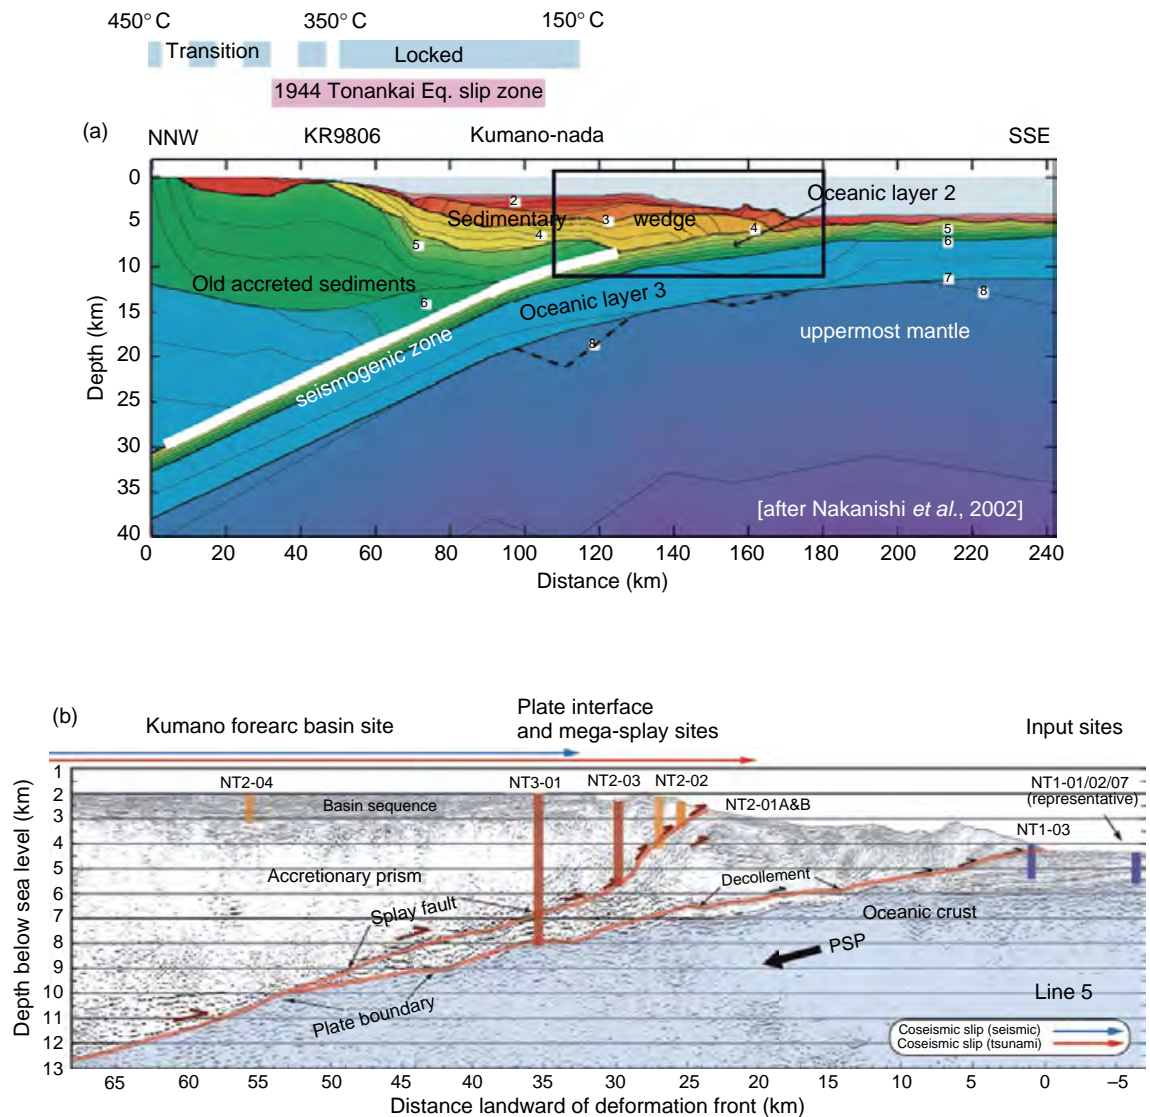 450° C 350° C 150° C
Transition Locked
1944 Tonankai Eq. slip zone
(a)
NNW KR9806 Kumano-nada SSE
0
5
10
15
20
25
30
35
40
Depth (km)
2
Sedimentary 3 wedge
Oceanic layer 2
4 4 5
5 6
Old accreted sediments
6
7
8
Oceanic layer 3
8
seismogenic zone
uppermost mantle
[after Nakanishi et al., 2002]
0 20 40 60 80 100 120 140 160 180 200 220 240
Distance (km)
(b)
Kumano forearc basin site
Plate interface
and mega-splay sites
Input sites
1
2
3
4
5
6
7
8
9
10
11
12
13
Depth below sea level (km)
NT2-04 NT3-01 NT2-03 NT2-02
NT1-01/02/07
(representative)
Basin sequence
NT2-01A&B
NT1-03
Accretionary prism
Decollement
Splay fault
Oceanic crust
PSP
Plate boundary
Line 5
Coseismic slip (seismic)
Coseismic slip (tsunami)
65 60 55 50 45 40 35 30 25 20 15 10 5 0 –5
Distance landward of deformation front (km)